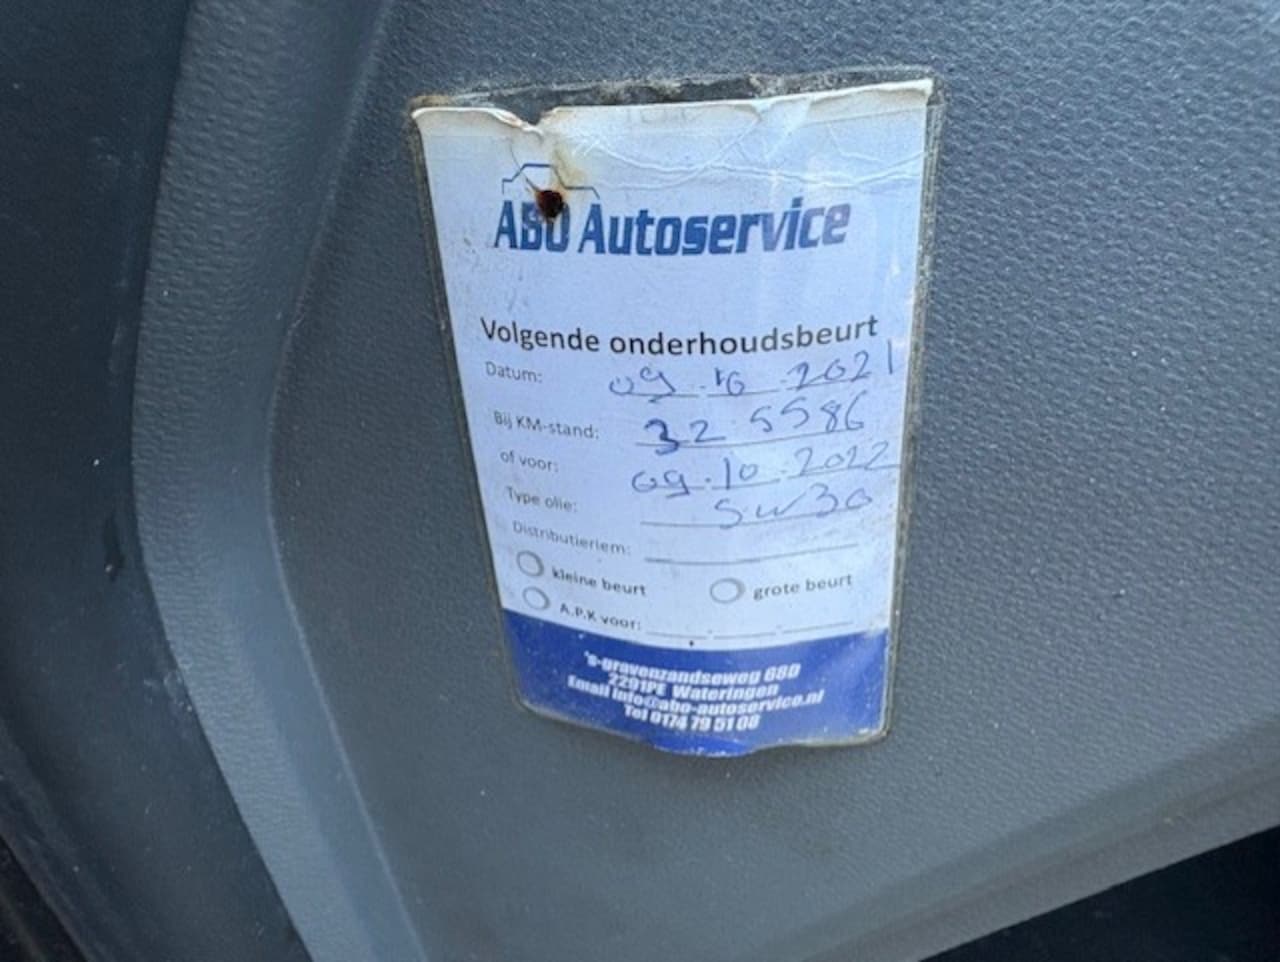 ABO Autoservice
Volgende onderhoudsbeurt
Datum: 09.10.2021
Bij KM-stand: 325586
of voor: 09.10.2022
Type olie: 5w30
Distributieriem:
kleine beurt grote beurt
A.P.K voor:
's-gravenzandseweg 68D
2291PE Wateringen
Email info@abo-autoservice.nl
Tel 0174 79 51 08